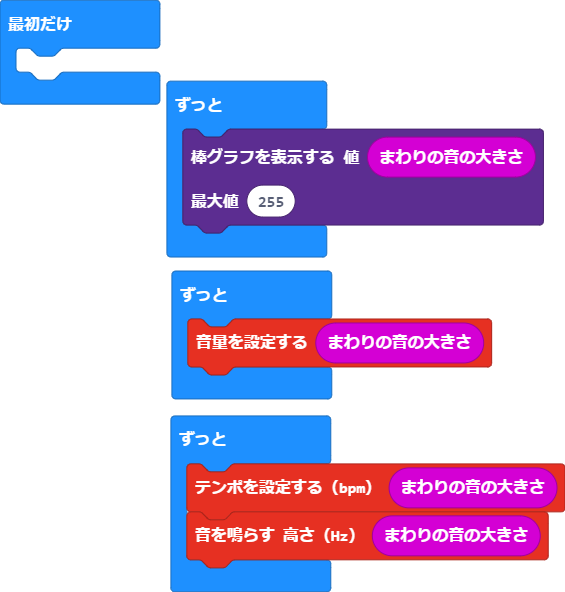 最初だけ
ずっと
棒グラフを表示する 値 まわりの音の大きさ
最大値 255
ずっと
音量を設定する まわりの音の大きさ
ずっと
テンポを設定する（bpm） まわりの音の大きさ
音を鳴らす 高さ（Hz） まわりの音の大きさ